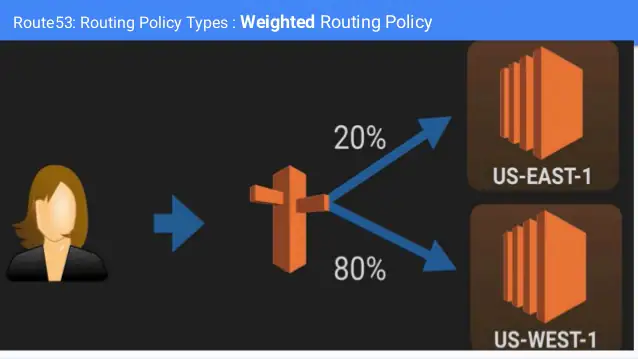 Route53: Routing Policy Types : Weighted Routing Policy
20%
US-EAST-1
80%
US-WEST-1